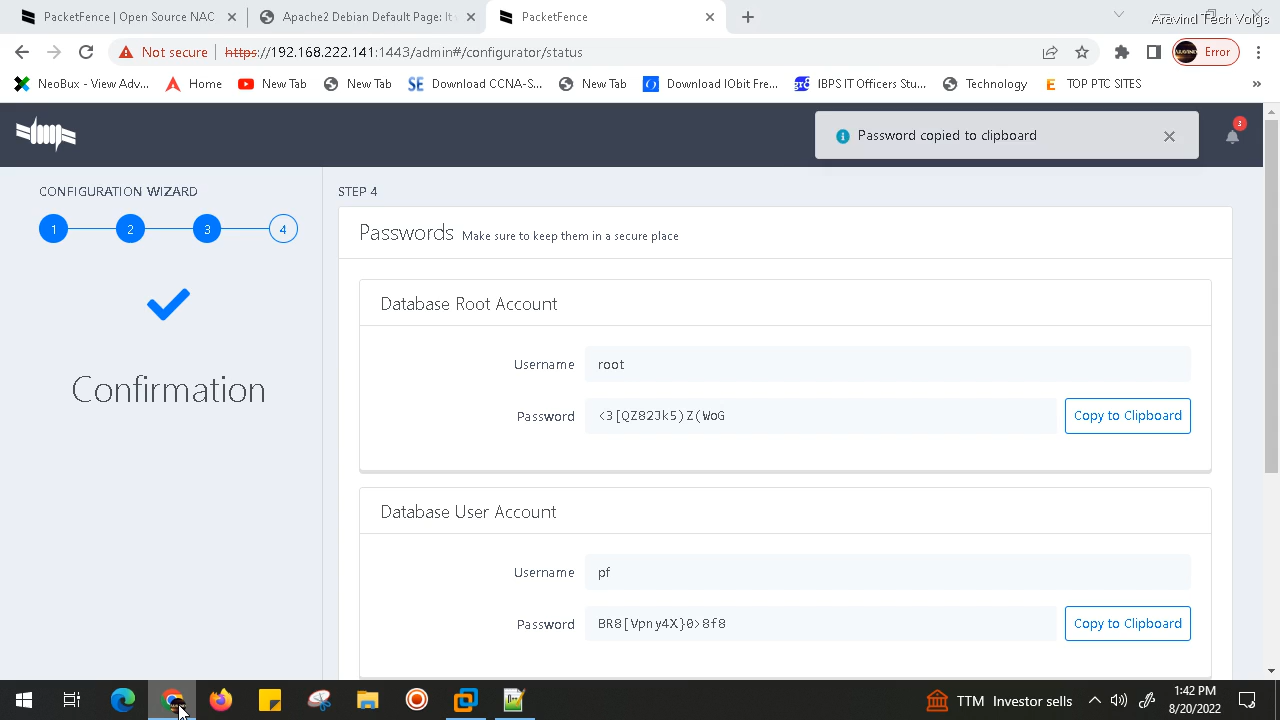 PacketFence | Open Source NAC
Apache2 Debian Default Page: It
PacketFence
Aravind Tech Volgs
Not secure
https://192.168.222.141:1443/admin#/configurator/status
Error
NeoBux - View Adv...
Home
New Tab
New Tab
SE Download CCNA-S...
New Tab
Download IObit Fre...
IBPS IT Officers Stu...
Technology
E TOP PTC SITES
»
Password copied to clipboard
3
CONFIGURATION WIZARD
1 2 3 4
Confirmation
STEP 4
Passwords Make sure to keep them in a secure place
Database Root Account
Username root
Password <3[QZ82Jk5)Z(WoG Copy to Clipboard
Database User Account
Username pf
Password BR8[Vpny4X}0>8f8 Copy to Clipboard
TTM Investor sells
1:42 PM
8/20/2022